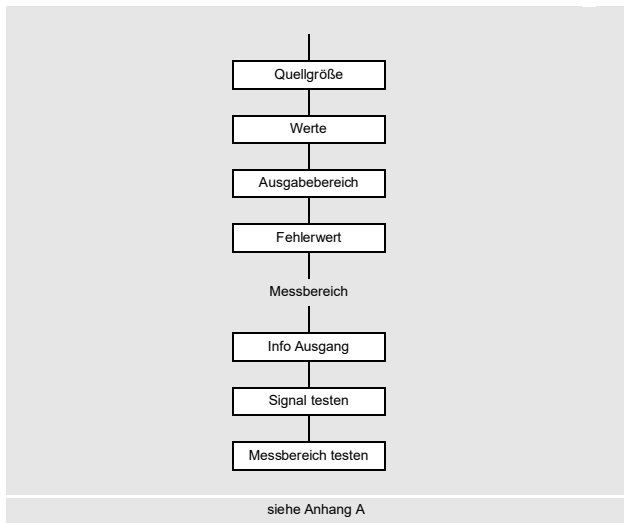 Quellgröße
Werte
Ausgabebereich
Fehlerwert
Messbereich
Info Ausgang
Signal testen
Messbereich testen
siehe Anhang A